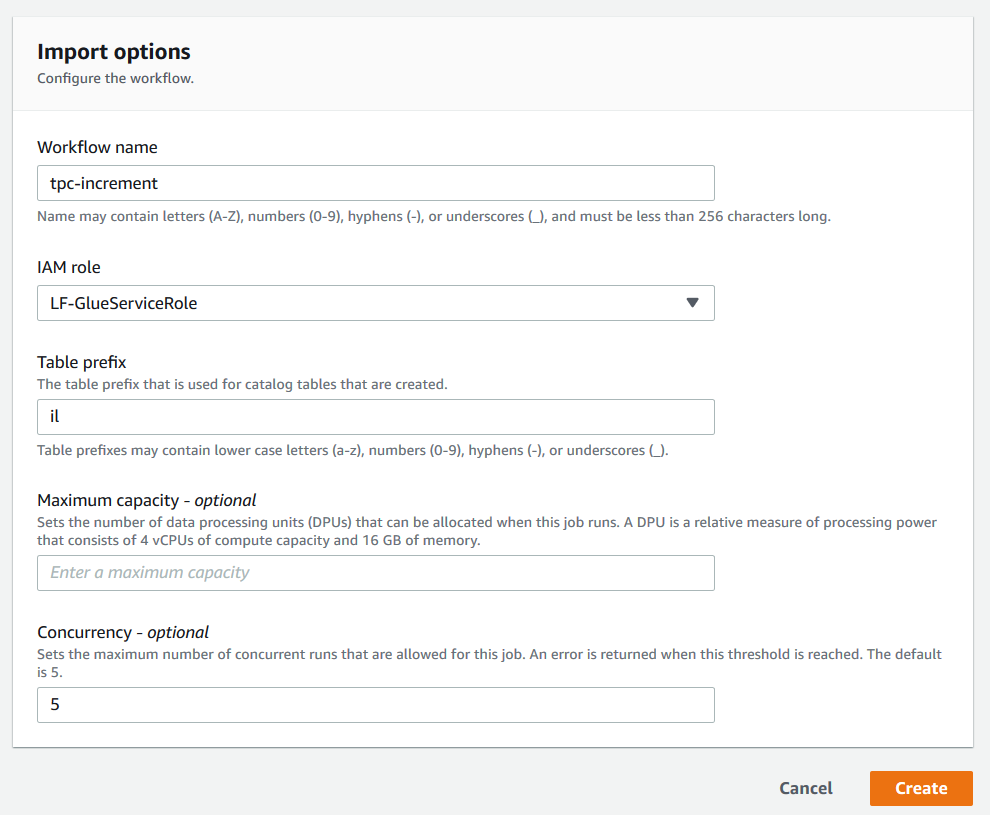 Import options
Configure the workflow.
Workflow name
tpc-increment
Name may contain letters (A-Z), numbers (0-9), hyphens (-), or underscores (_), and must be less than 256 characters long.
IAM role
LF-GlueServiceRole
Table prefix
The table prefix that is used for catalog tables that are created.
il
Table prefixes may contain lower case letters (a-z), numbers (0-9), hyphens (-), or underscores (_).
Maximum capacity - optional
Sets the number of data processing units (DPUs) that can be allocated when this job runs. A DPU is a relative measure of processing power
that consists of 4 vCPUs of compute capacity and 16 GB of memory.
Enter a maximum capacity
Concurrency - optional
Sets the maximum number of concurrent runs that are allowed for this job. An error is returned when this threshold is reached. The default
is 5.
5
Cancel Create